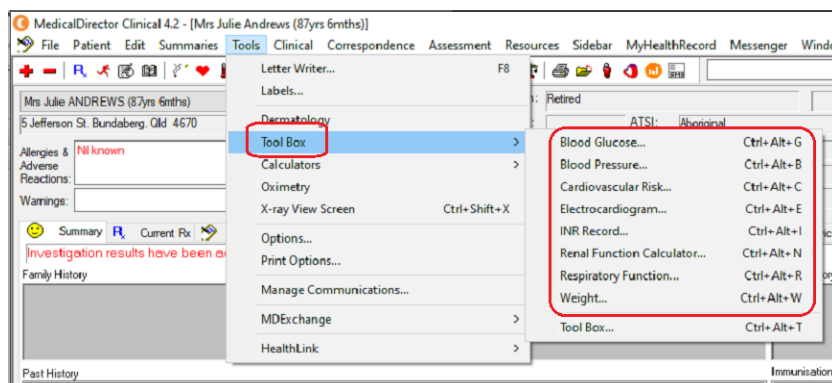 MedicalDirector Clinical 4.2 - [Mrs Julie Andrews (87yrs 6mths)]
File Patient Edit Summaries Tools Clinical Correspondence Assessment Resources Sidebar MyHealthRecord Messenger Windo
Mrs Julie ANDREWS (87yrs 6mths)
Retired
5 Jefferson St. Bundaberg. Qld 4670
ATSI: Aboriginal
Allergies & Adverse Reactions:
Nil known
Warnings:
Summary Rx Current Rx
Investigation results have been a
Family History
Past History
Immunisation
Letter Writer... F8
Labels...
Dermatology
Tool Box
Calculators
Oximetry
X-ray View Screen Ctrl+Shift+X
Options...
Print Options...
Manage Communications...
MDExchange
HealthLink
Blood Glucose... Ctrl+Alt+G
Blood Pressure... Ctrl+Alt+B
Cardiovascular Risk... Ctrl+Alt+C
Electrocardiogram... Ctrl+Alt+E
INR Record... Ctrl+Alt+I
Renal Function Calculator... Ctrl+Alt+N
Respiratory Function... Ctrl+Alt+R
Weight... Ctrl+Alt+W
Tool Box... Ctrl+Alt+T